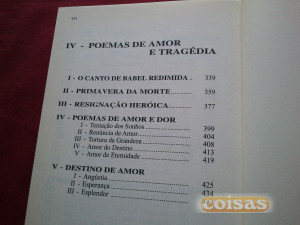 IV - POEMAS DE AMOR
E TRAGÉDIA
I - O CANTO DE BABEL REDIMIDA . 339
II - PRIMAVERA DA MORTE ........ 359
III - RESIGNAÇÃO HERÓICA........ 377
IV - POEMAS DE AMOR E DOR
I - Tentação dos Sonhos ............ 399
II - Renúncia de Amor............... 404
III - Tortura da Grandeza ........... 408
IV - Amor do Destino ............... 413
V - Amor de Eternidade ............ 419
V - DESTINO DE AMOR
I - Angústia ......................
II - Esperança ..................... 425
III - Esplendor .................... 434
coisas